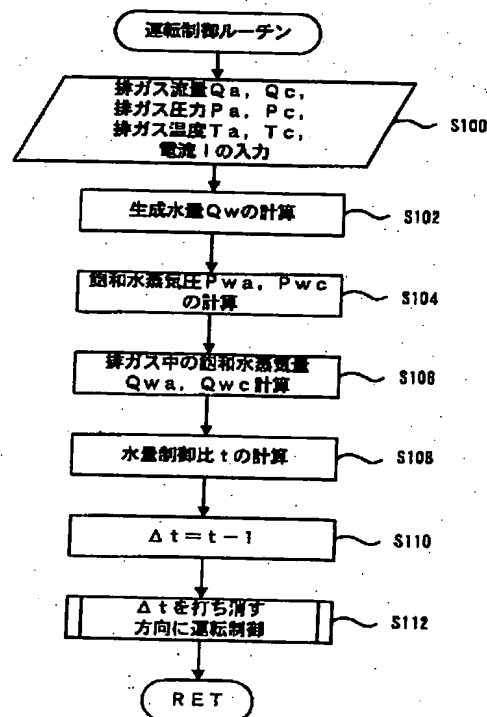 運転制御ルーチン
排ガス流量Qa, Qc,
排ガス圧力Pa, Pc,
排ガス温度Ta, Tc,
電流Iの入力
S100
生成水量Qwの計算
S102
飽和水蒸気圧Pwa, Pwc
の計算
S104
排ガス中の飽和水蒸気量
Qwa, Qwc計算
S106
水量制御比tの計算
S108
Δt=t-1
S110
Δtを打ち消す
方向に運転制御
S112
RET